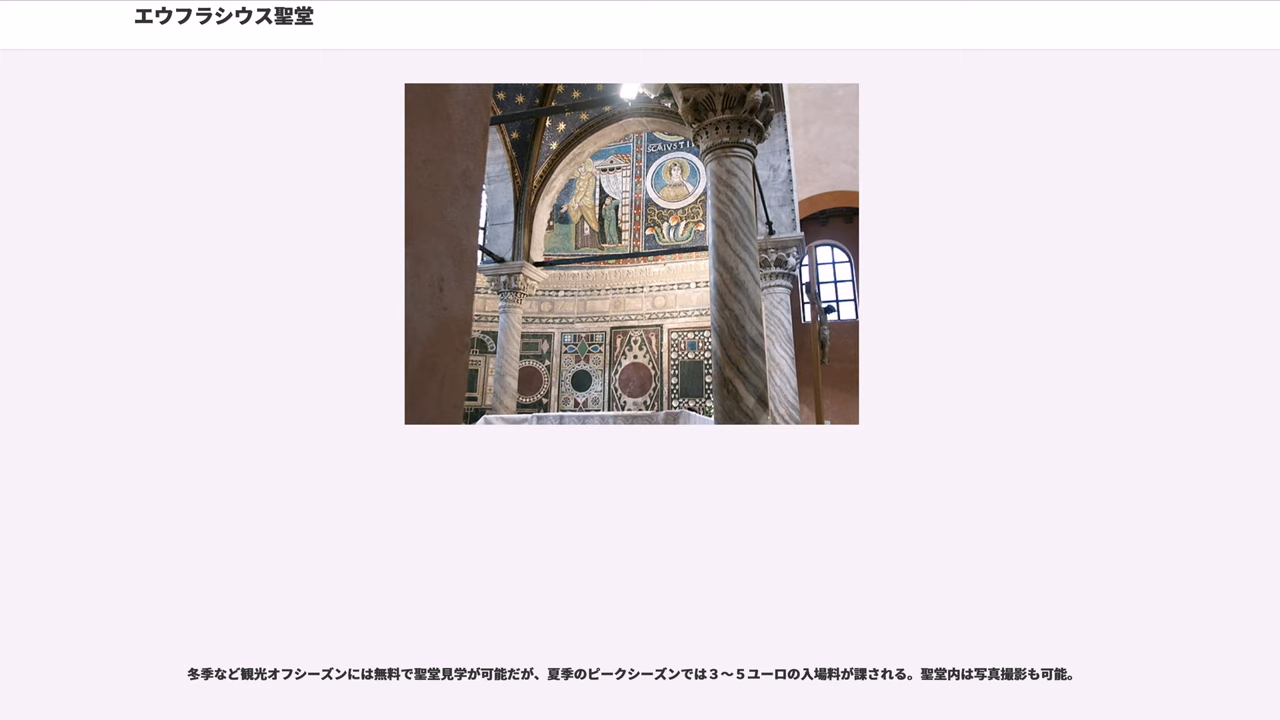 エウフラシウス聖堂
SCAIVSTI
冬季など観光オフシーズンには無料で聖堂見学が可能だが、夏季のピークシーズンでは３～５ユーロの入場料が課される。聖堂内は写真撮影も可能。